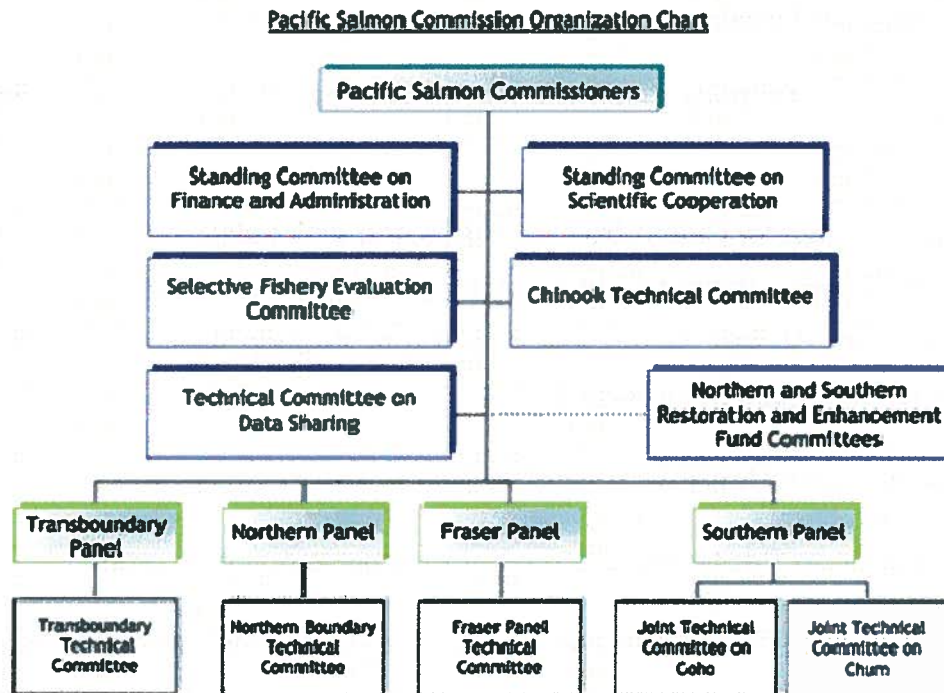 Pacific Salmon Commission Organization Chart
Pacific Salmon Commissioners
Standing Committee on
Finance and Administration
Standing Committee on
Scientific Cooperation
Selective Fishery Evaluation
Committee
Chinook Technical Committee
Technical Committee on
Data Sharing
Northern and Southern
Restoration and Enhancement
Fund Committees
Transboundary
Panel
Northern Panel
Fraser Panel
Southern Panel
Transboundary
Technical
Committee
Northern Boundary
Technical
Committee
Fraser Panel
Technical
Committee
Joint Technical
Committee on
Coho
Joint Technical
Committee on
Chum